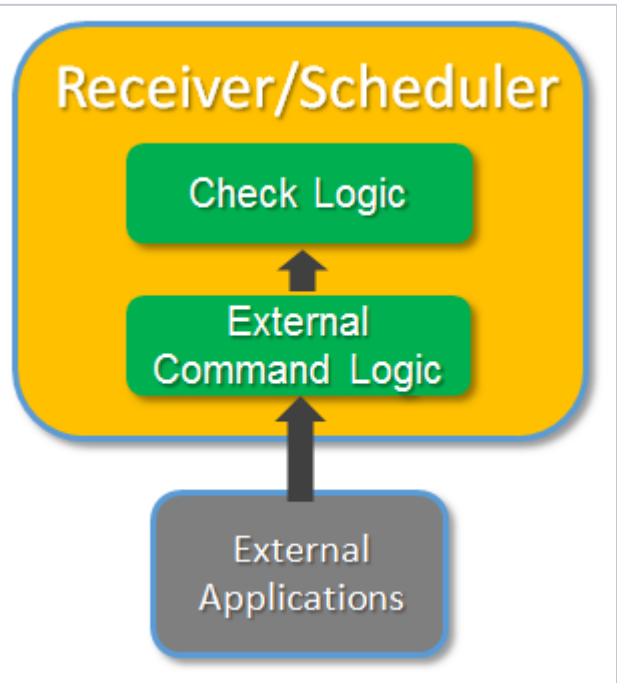 Receiver/Scheduler
Check Logic
External
Command Logic
External
Applications